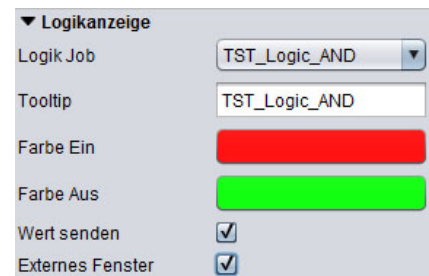 Logikanzeige
Logik Job TST_Logic_AND
Tooltip TST_Logic_AND
Farbe Ein
Farbe Aus
Wert senden
Externes Fenster